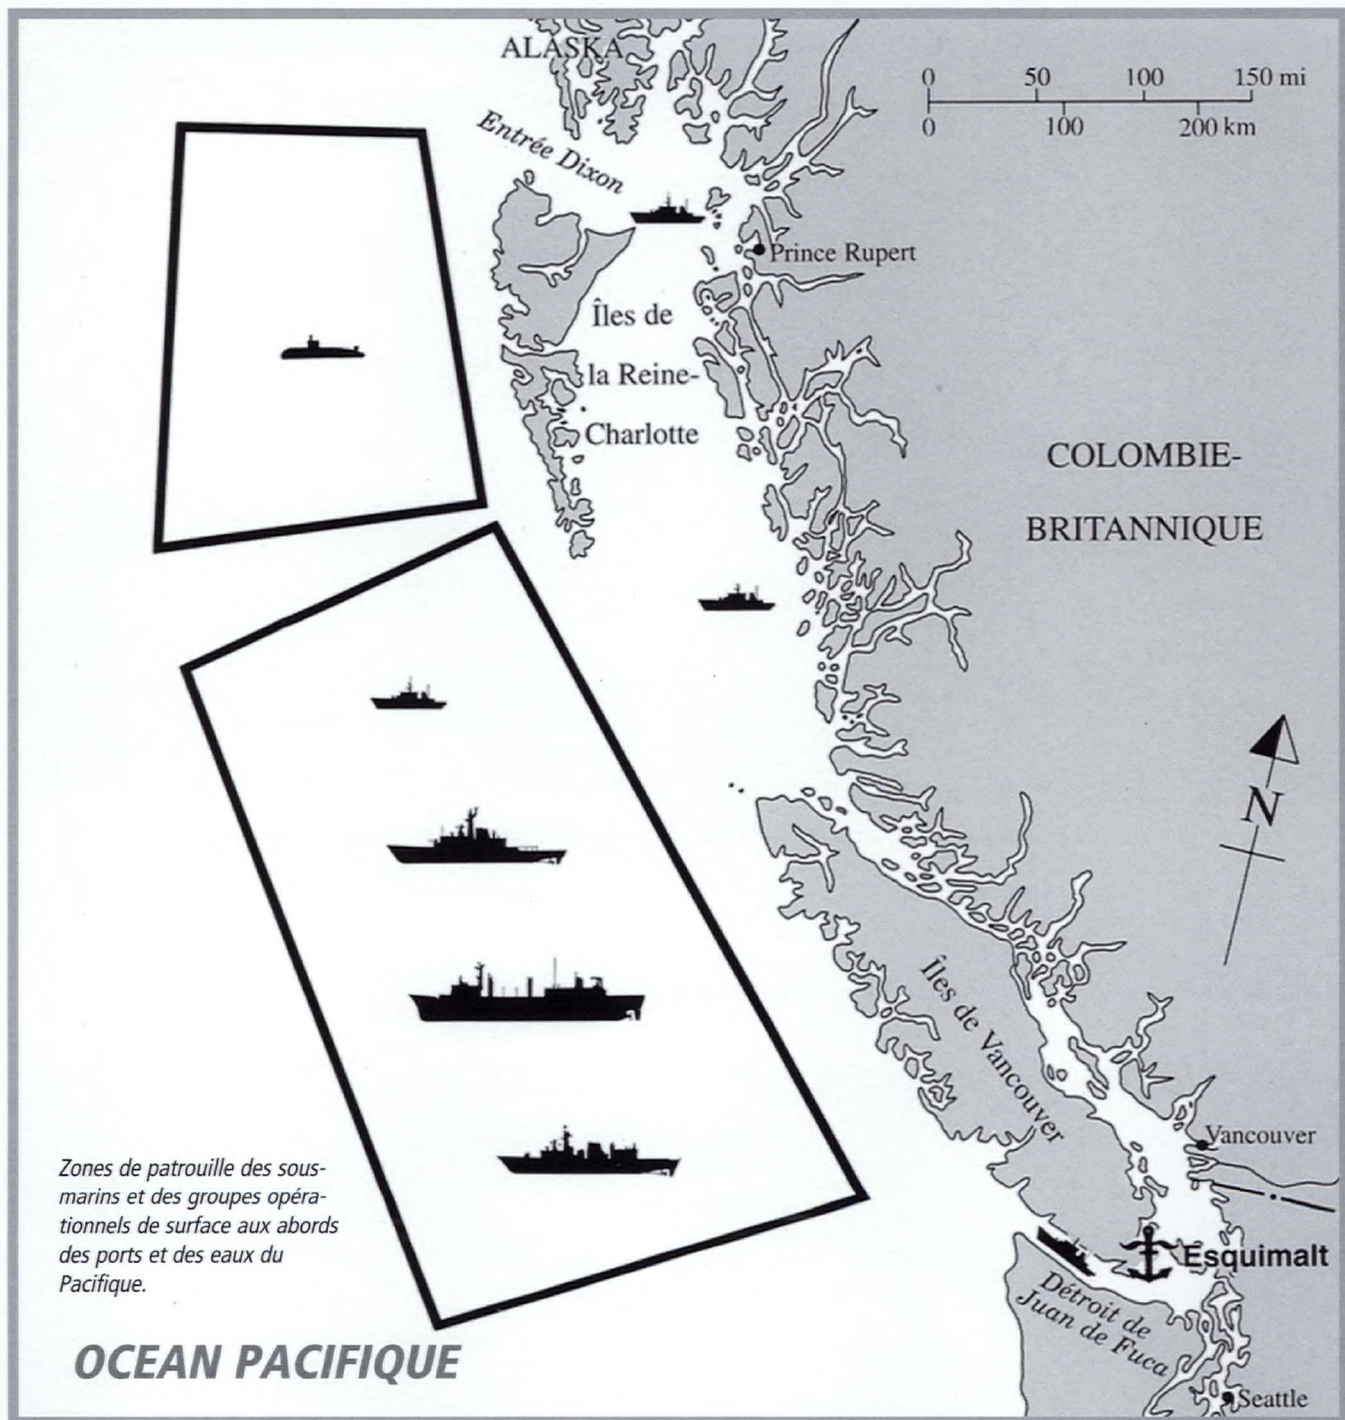 ALASKA
0 50 100 150 mi
0 100 200 km
Entrée Dixon
Prince Rupert
Îles de
la Reine-
Charlotte
COLOMBIE-
BRITANNIQUE
N
Îles de Vancouver
Vancouver
Zones de patrouille des sous-
marins et des groupes opéra-
tionnels de surface aux abords
des ports et des eaux du
Pacifique.
Esquimalt
Détroit de
Juan de Fuca
OCEAN PACIFIQUE
Seattle